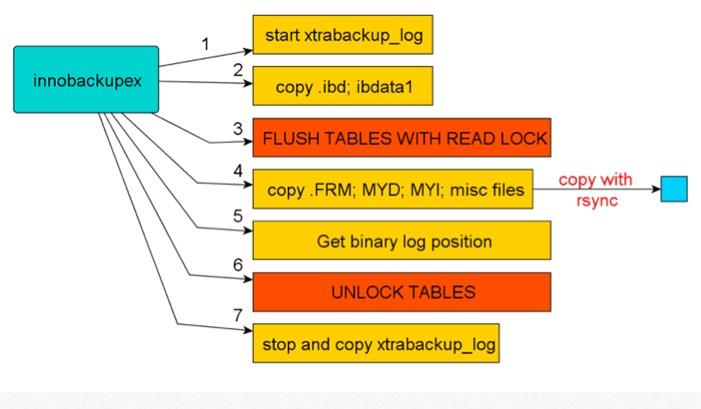 innobackupex
1
start xtrabackup_log
2
copy .ibd; ibdata1
3
FLUSH TABLES WITH READ LOCK
4
copy .FRM; MYD; MYI; misc files
copy with
rsync
5
Get binary log position
6
UNLOCK TABLES
7
stop and copy xtrabackup_log